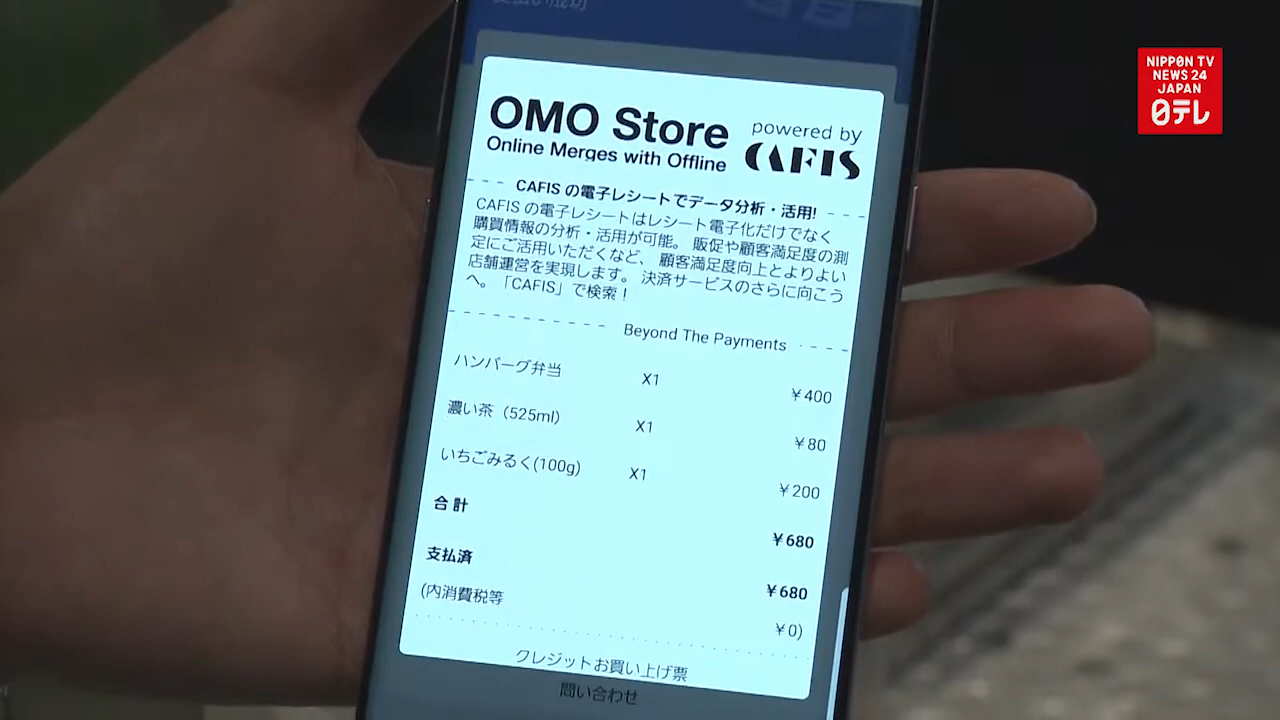 支払い成功
NIPPON TV
NEWS 24
JAPAN
日テレ
OMO Store
Online Merges with Offline
powered by
CAFIS
CAFIS の電子レシートでデータ分析・活用!
CAFIS の電子レシートはレシート電子化だけでなく
購買情報の分析・活用が可能。 販促や顧客満足度の測
定にご活用いただくなど、 顧客満足度向上とよりよい
店舗運営を実現します。 決済サービスのさらに向こう
へ。「CAFIS」で検索！
Beyond The Payments
ハンバーグ弁当 X1 ￥400
濃い茶（525ml） X1 ￥80
いちごみるく(100g) X1 ￥200
合計 ￥680
支払済 ￥680
(内消費税等 ￥0)
クレジットお買い上げ票
問い合わせ